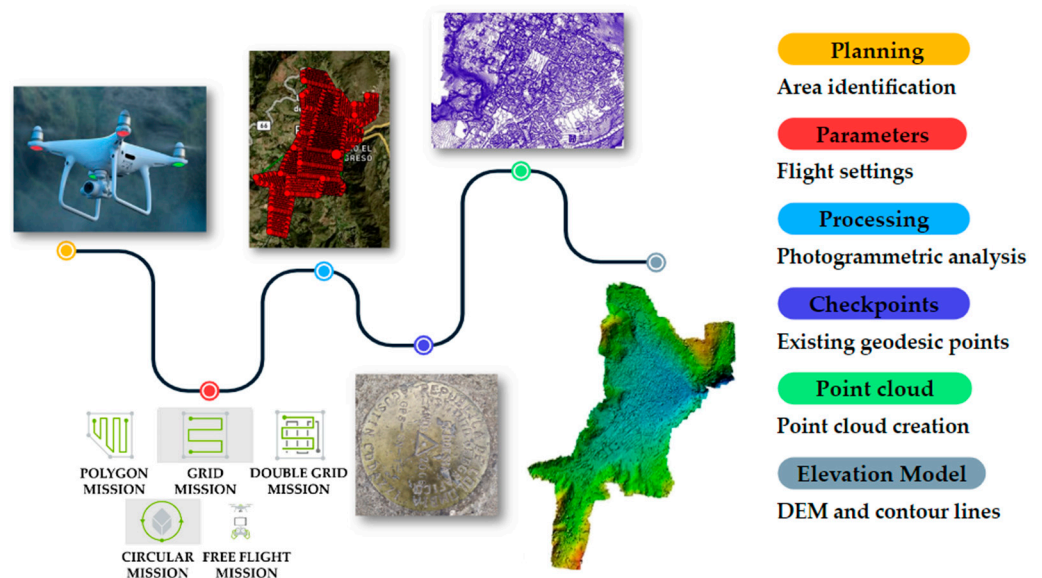 Planning
Area identification
Parameters
Flight settings
Processing
Photogrammetric analysis
Checkpoints
Existing geodesic points
Point cloud
Point cloud creation
Elevation Model
DEM and contour lines
POLYGON
MISSION
GRID
MISSION
DOUBLE GRID
MISSION
CIRCULAR
MISSION
FREE FLIGHT
MISSION